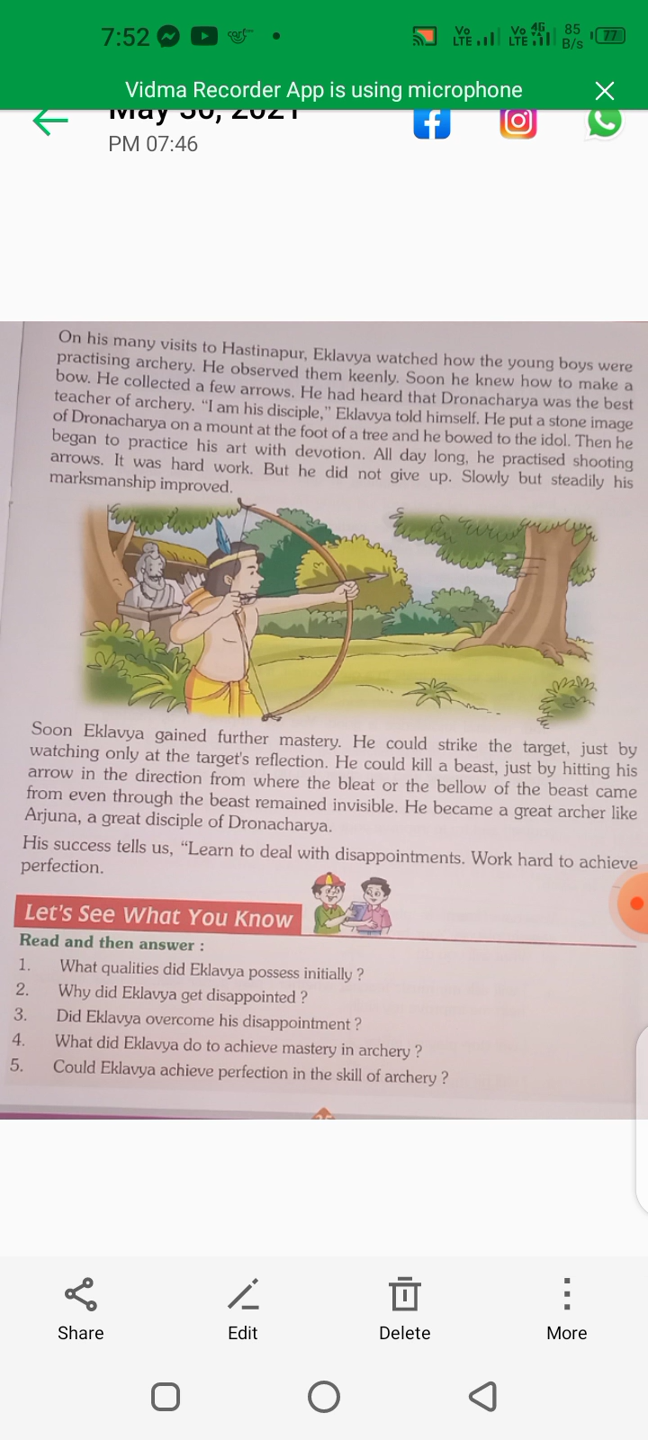 7:52
Vo LTE
Vo LTE
4G
85 B/s
77
Vidma Recorder App is using microphone
May 30, 2021
PM 07:46
On his many visits to Hastinapur, Eklavya watched how the young boys were
practising archery. He observed them keenly. Soon he knew how to make a
bow. He collected a few arrows. He had heard that Dronacharya was the best
teacher of archery. “I am his disciple,” Eklavya told himself. He put a stone image
of Dronacharya on a mount at the foot of a tree and he bowed to the idol. Then he
began to practice his art with devotion. All day long, he practised shooting
arrows. It was hard work. But he did not give up. Slowly but steadily his
marksmanship improved.
Soon Eklavya gained further mastery. He could strike the target, just by
watching only at the target's reflection. He could kill a beast, just by hitting his
arrow in the direction from where the bleat or the bellow of the beast came
from even through the beast remained invisible. He became a great archer like
Arjuna, a great disciple of Dronacharya.
His success tells us, “Learn to deal with disappointments. Work hard to achieve
perfection.
Let's See What You Know
Read and then answer :
1. What qualities did Eklavya possess initially ?
2. Why did Eklavya get disappointed ?
3. Did Eklavya overcome his disappointment ?
4. What did Eklavya do to achieve mastery in archery ?
5. Could Eklavya achieve perfection in the skill of archery ?
Share
Edit
Delete
More